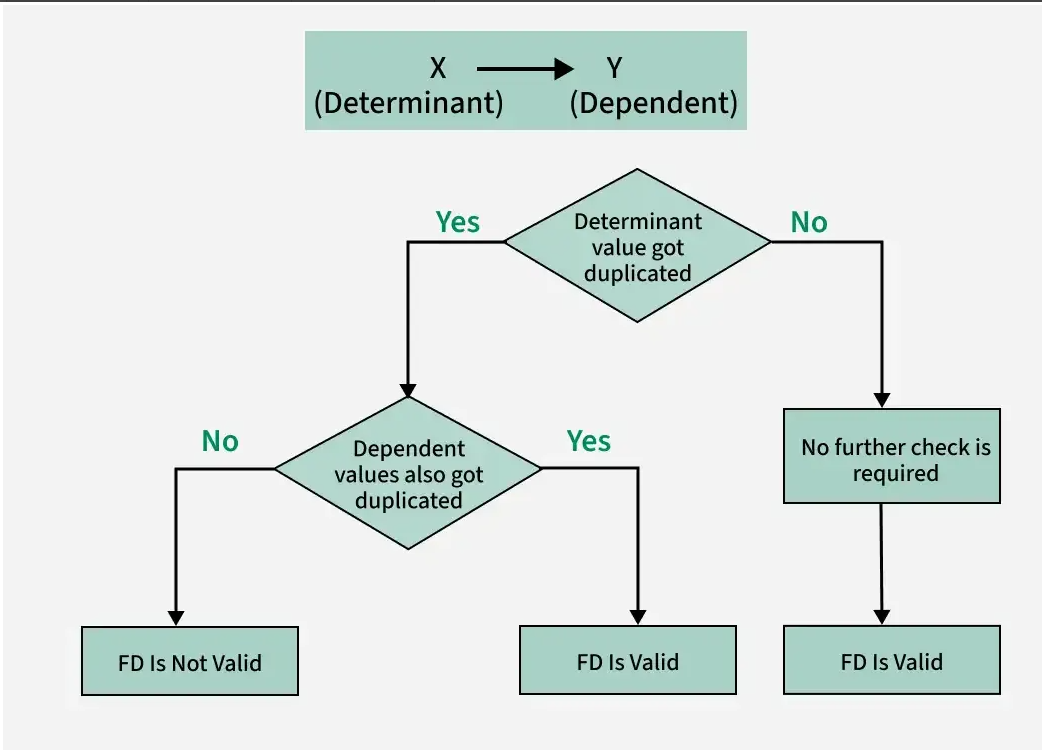 X → Y
(Determinant) (Dependent)
Yes
Determinant
value got
duplicated
No
No
Dependent
values also got
duplicated
Yes
No further check is
required
FD Is Not Valid
FD Is Valid
FD Is Valid